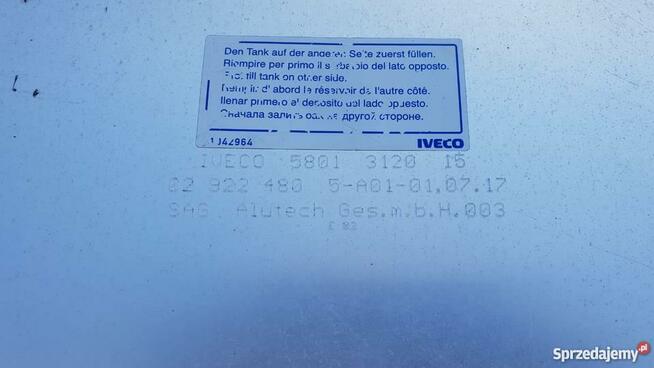 Den Tank auf der anderen Seite zuerst füllen.
Riempire per primo il serbatoio del lato opposto.
First fill tank on other side.
Remplir d'abord le réservoir de l'autre côté.
llenar primero el deposito del lado opuesto.
Сначала залить бак на другой стороне.
42964 IVECO
IVECO 5801 3120 15
02 922 480 5-A01-01.07.17
SAG Alutech Ges.m.b.H.003
Sprzedajemy.pl